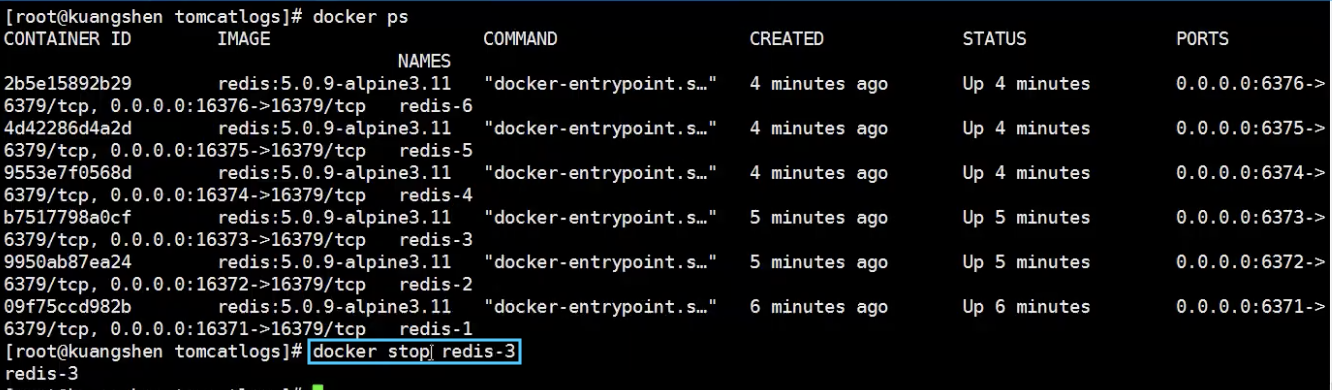 [root@kuangshen tomcatlogs]# docker ps
CONTAINER ID        IMAGE                    COMMAND                  CREATED             STATUS              PORTS
                                     NAMES
2b5e15892b29        redis:5.0.9-alpine3.11   "docker-entrypoint.s…"   4 minutes ago       Up 4 minutes        0.0.0.0:6376->
6379/tcp, 0.0.0.0:16376->16379/tcp   redis-6
4d42286d4a2d        redis:5.0.9-alpine3.11   "docker-entrypoint.s…"   4 minutes ago       Up 4 minutes        0.0.0.0:6375->
6379/tcp, 0.0.0.0:16375->16379/tcp   redis-5
9553e7f0568d        redis:5.0.9-alpine3.11   "docker-entrypoint.s…"   4 minutes ago       Up 4 minutes        0.0.0.0:6374->
6379/tcp, 0.0.0.0:16374->16379/tcp   redis-4
b7517798a0cf        redis:5.0.9-alpine3.11   "docker-entrypoint.s…"   5 minutes ago       Up 5 minutes        0.0.0.0:6373->
6379/tcp, 0.0.0.0:16373->16379/tcp   redis-3
9950ab87ea24        redis:5.0.9-alpine3.11   "docker-entrypoint.s…"   5 minutes ago       Up 5 minutes        0.0.0.0:6372->
6379/tcp, 0.0.0.0:16372->16379/tcp   redis-2
09f75ccd982b        redis:5.0.9-alpine3.11   "docker-entrypoint.s…"   6 minutes ago       Up 6 minutes        0.0.0.0:6371->
6379/tcp, 0.0.0.0:16371->16379/tcp   redis-1
[root@kuangshen tomcatlogs]# docker stop redis-3
redis-3